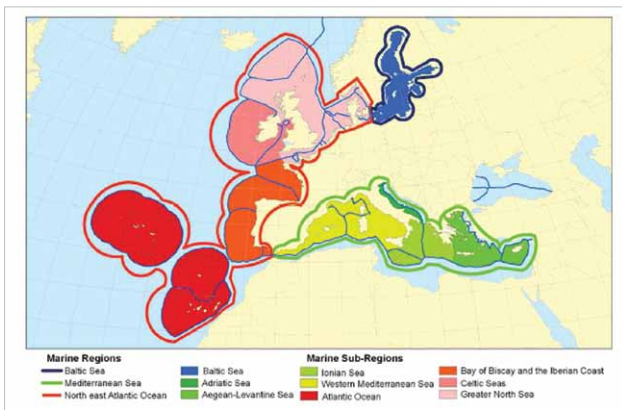 Marine Regions
Baltic Sea
Mediterranean Sea
North east Atlantic Ocean
Baltic Sea
Adriatic Sea
Aegean-Levantine Sea
Marine Sub-Regions
Ionian Sea
Western Mediterranean Sea
Atlantic Ocean
Bay of Biscay and the Iberian Coast
Celtic Seas
Greater North Sea